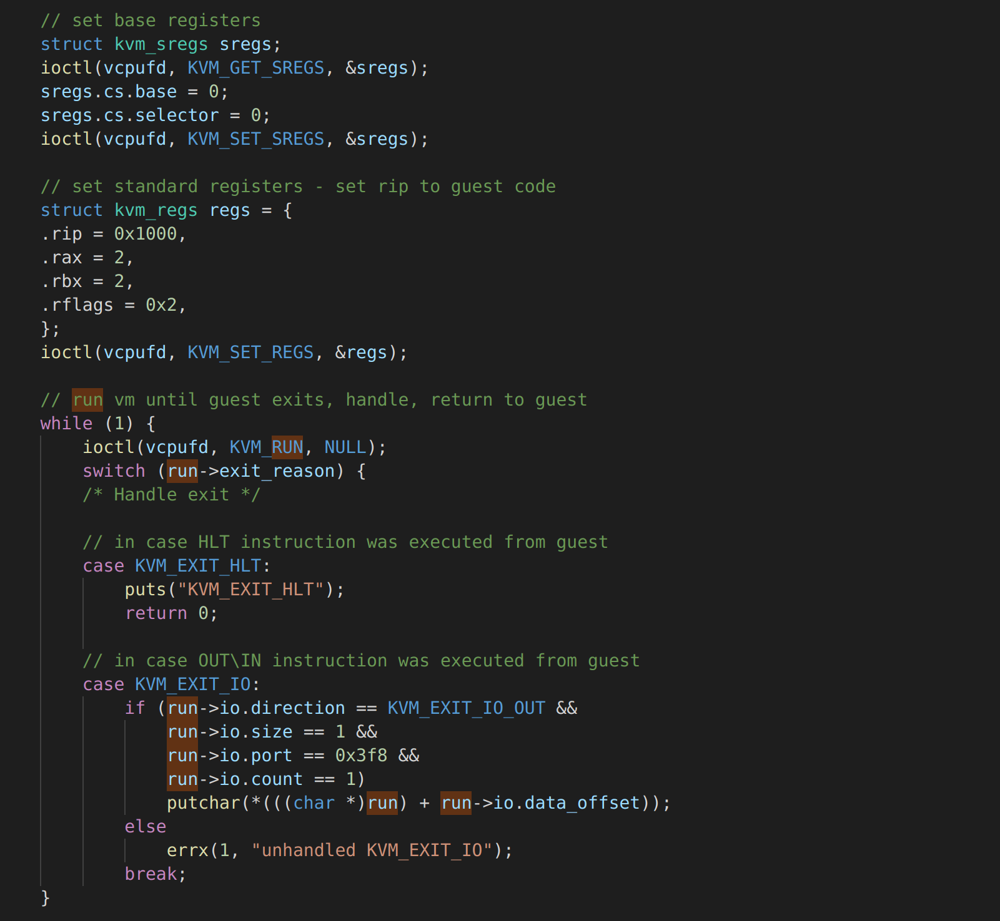 // set base registers
struct kvm_sregs sregs;
ioctl(vcpufd, KVM_GET_SREGS, &sregs);
sregs.cs.base = 0;
sregs.cs.selector = 0;
ioctl(vcpufd, KVM_SET_SREGS, &sregs);
// set standard registers - set rip to guest code
struct kvm_regs regs = {
.rip = 0x1000,
.rax = 2,
.rbx = 2,
.rflags = 0x2,
};
ioctl(vcpufd, KVM_SET_REGS, &regs);
// run vm until guest exits, handle, return to guest
while (1) {
ioctl(vcpufd, KVM_RUN, NULL);
switch (run->exit_reason) {
/* Handle exit */
// in case HLT instruction was executed from guest
case KVM_EXIT_HLT:
puts("KVM_EXIT_HLT");
return 0;
// in case OUT\IN instruction was executed from guest
case KVM_EXIT_IO:
if (run->io.direction == KVM_EXIT_IO_OUT &&
run->io.size == 1 &&
run->io.port == 0x3f8 &&
run->io.count == 1)
putchar(*(((char *)run) + run->io.data_offset));
else
errx(1, "unhandled KVM_EXIT_IO");
break;
}